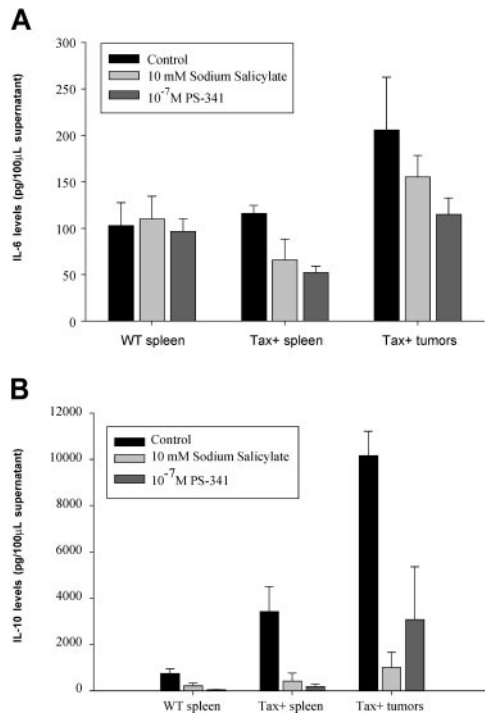 A
IL-6 levels (pg/100µL supernatant)
300
250
200
150
100
50
0
Control
10 mM Sodium Salicylate
10⁻⁷M PS-341
WT spleen
Tax+ spleen
Tax+ tumors
B
IL-10 levels (pg/100µL supernatant)
12000
10000
8000
6000
4000
2000
0
Control
10 mM Sodium Salicylate
10⁻⁷M PS-341
WT spleen
Tax+ spleen
Tax+ tumors